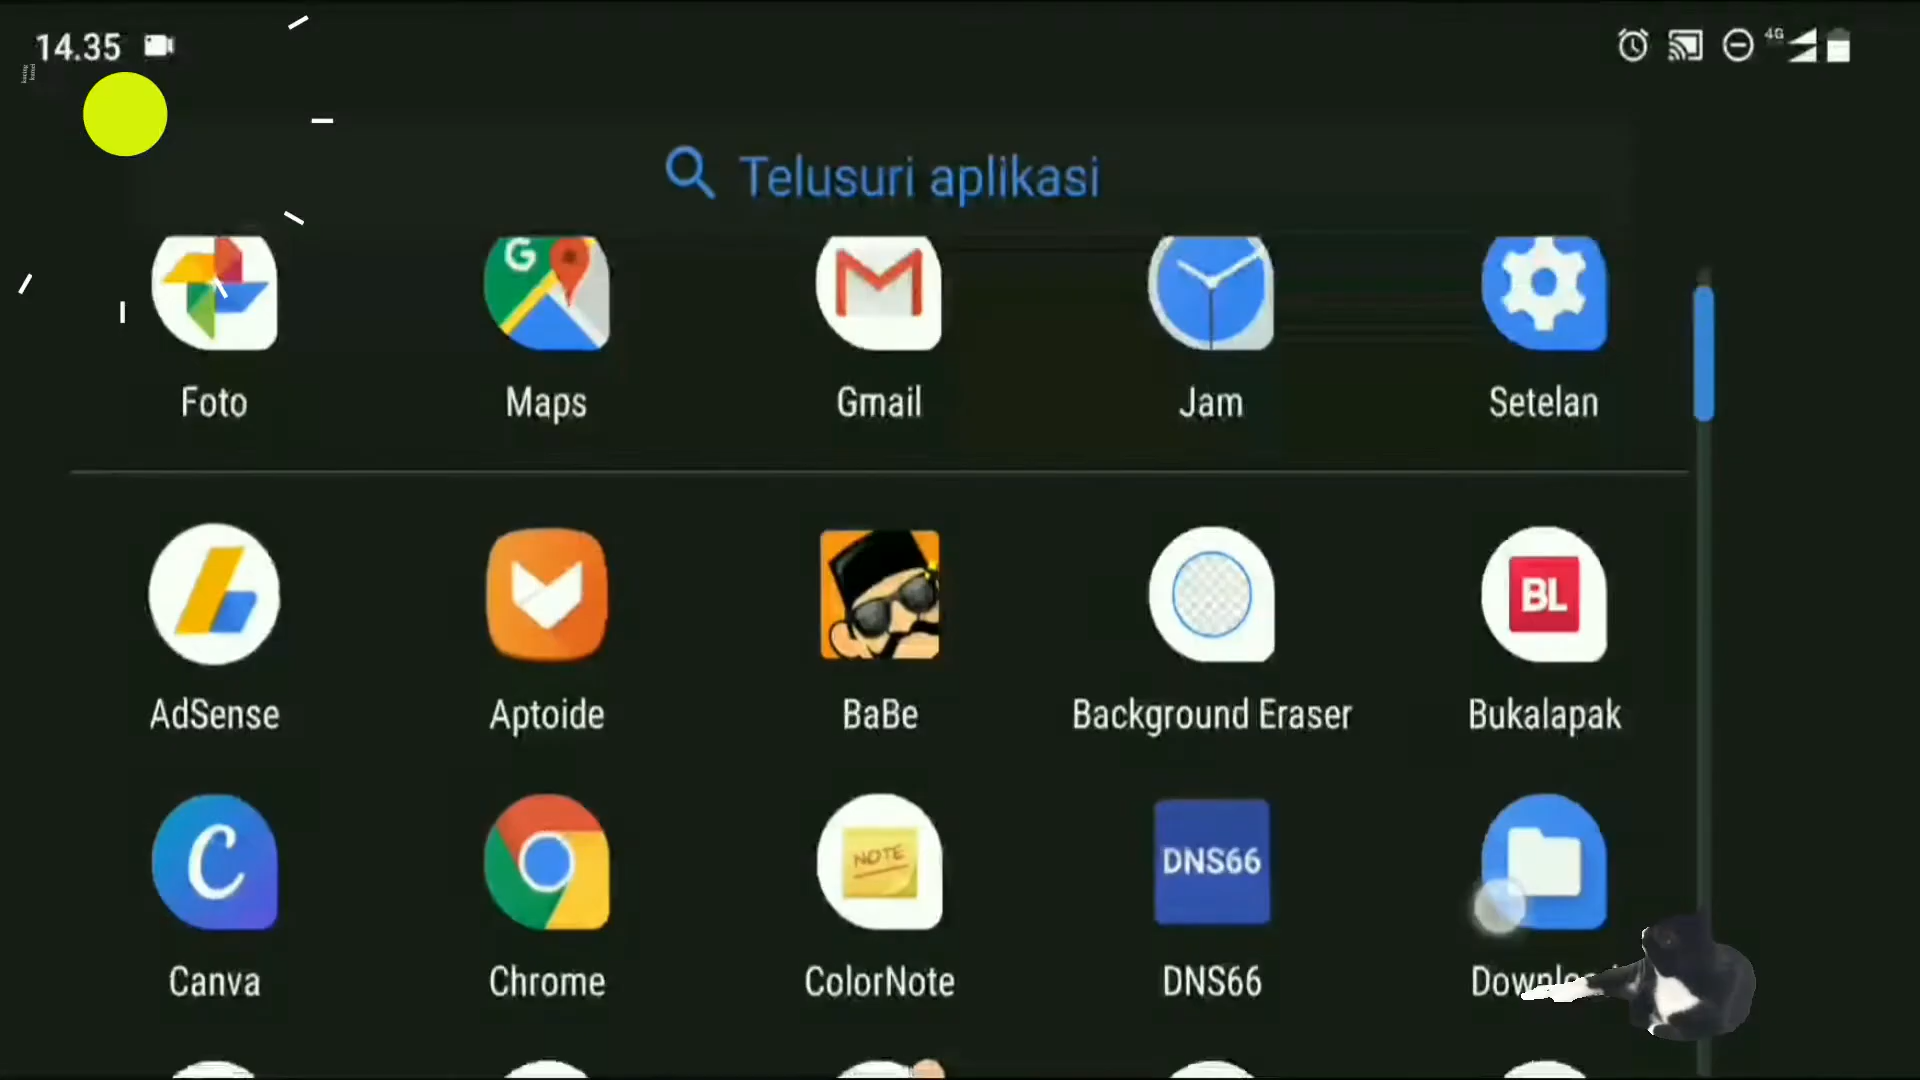 14.35
4G
Telusuri aplikasi
G
Foto Maps Gmail Jam Setelan
BL
AdSense Aptoide BaBe Background Eraser Bukalapak
C
NOTE
DNS66
Canva Chrome ColorNote DNS66